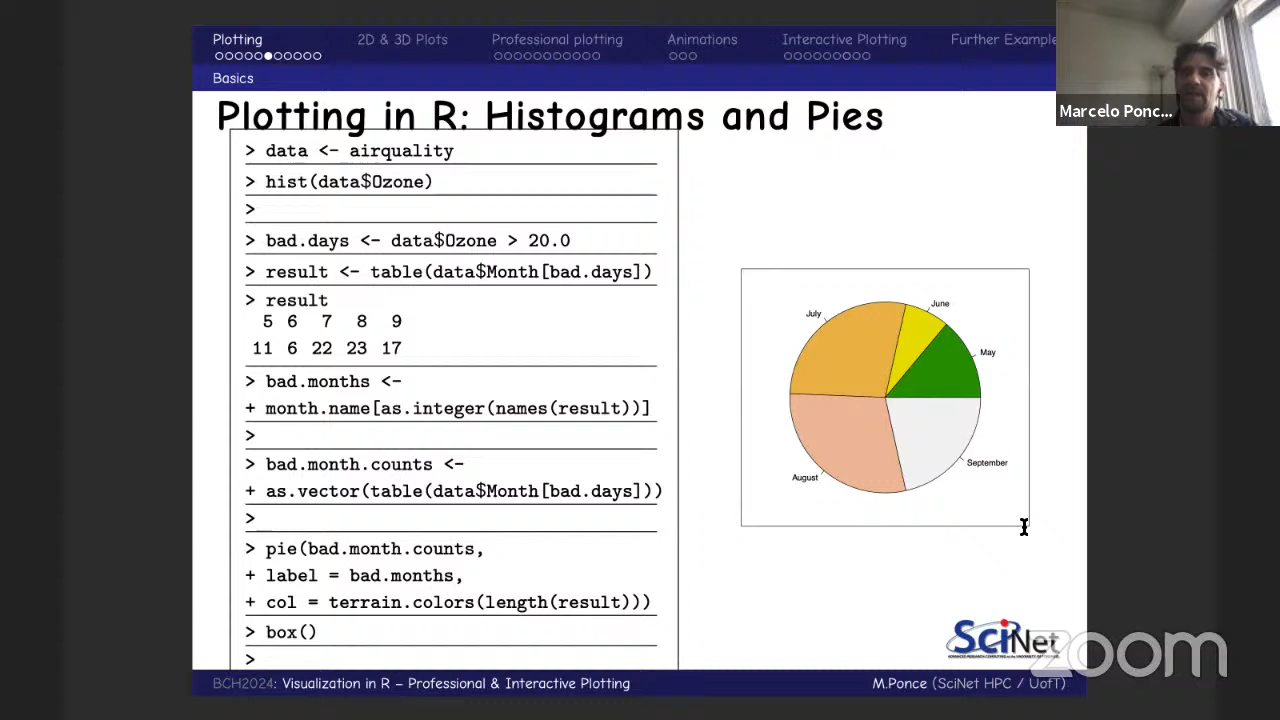 Plotting 2D & 3D Plots Professional plotting Animations Interactive Plotting Further Example
Basics
Marcelo Ponc...
Plotting in R: Histograms and Pies
> data <- airquality
> hist(data$Ozone)
>
> bad.days <- data$Ozone > 20.0
> result <- table(data$Month[bad.days])
> result
5 6 7 8 9
11 6 22 23 17
> bad.months <-
+ month.name[as.integer(names(result))]
>
> bad.month.counts <-
+ as.vector(table(data$Month[bad.days]))
>
> pie(bad.month.counts,
+ label = bad.months,
+ col = terrain.colors(length(result)))
> box()
>
June
July
May
September
August
SciNet
zoom
BCH2024: Visualization in R – Professional & Interactive Plotting M.Ponce (SciNet HPC / UofT)